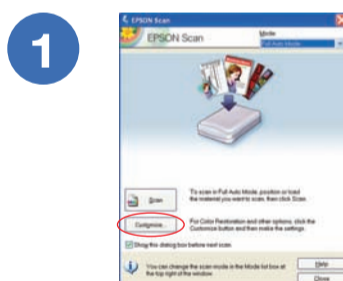 1
EPSON Scan
EPSON Scan
Mode
Full Auto Mode
Scan
To scan in Full Auto Mode, position or load
the material you want to scan, then click Scan.
Customize...
For Color Restoration and other options, click the
Customize button and then make the settings.
Show this dialog box before next scan.
You can change the scan mode in the Mode list box at
the top right of the window.
Help
Close